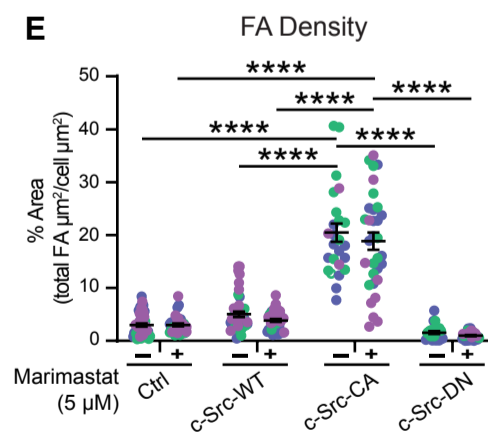 E
FA Density
% Area
(total FA μm²/cell μm²)
50
40
30
20
10
0
****
****
****
****
****
****
Marimastat
(5 μM)
– + – + – + – +
Ctrl
c-Src-WT
c-Src-CA
c-Src-DN